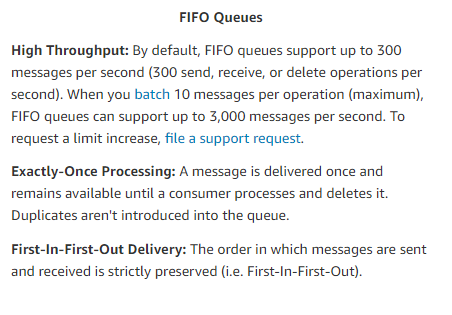 FIFO Queues
High Throughput: By default, FIFO queues support up to 300
messages per second (300 send, receive, or delete operations per
second). When you batch 10 messages per operation (maximum),
FIFO queues can support up to 3,000 messages per second. To
request a limit increase, file a support request.
Exactly-Once Processing: A message is delivered once and
remains available until a consumer processes and deletes it.
Duplicates aren't introduced into the queue.
First-In-First-Out Delivery: The order in which messages are sent
and received is strictly preserved (i.e. First-In-First-Out).